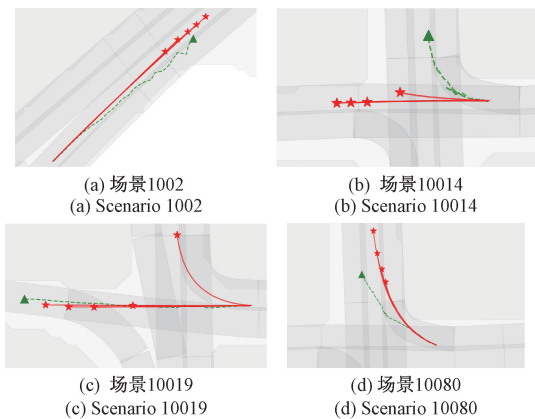 (a) 场景1002
(a) Scenario 1002
(b) 场景10014
(b) Scenario 10014
(c) 场景10019
(c) Scenario 10019
(d) 场景10080
(d) Scenario 10080